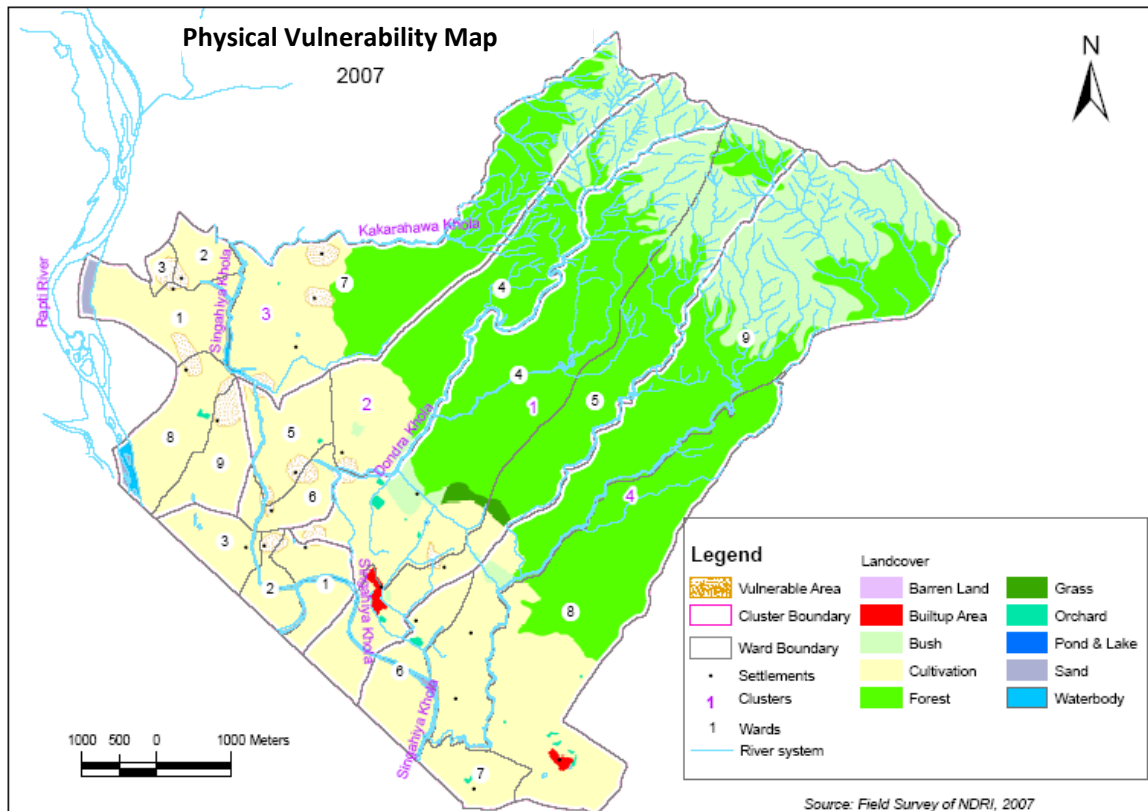 Physical Vulnerability Map
2007
N
Kakarahawa Khola
Rapti River
Singahiya Khola
2
3
7
4
3
1
9
4
2
1
5
8
5
Dondra Khola
9
6
4
3
1
2
Singahiya Khola
8
6
Singahiya Khola
7
1000 500 0 1000 Meters
Legend
Vulnerable Area
Cluster Boundary
Ward Boundary
Settlements
1 Clusters
1 Wards
River system
Landcover
Barren Land
Builtup Area
Bush
Cultivation
Forest
Grass
Orchard
Pond & Lake
Sand
Waterbody
Source: Field Survey of NDRI, 2007